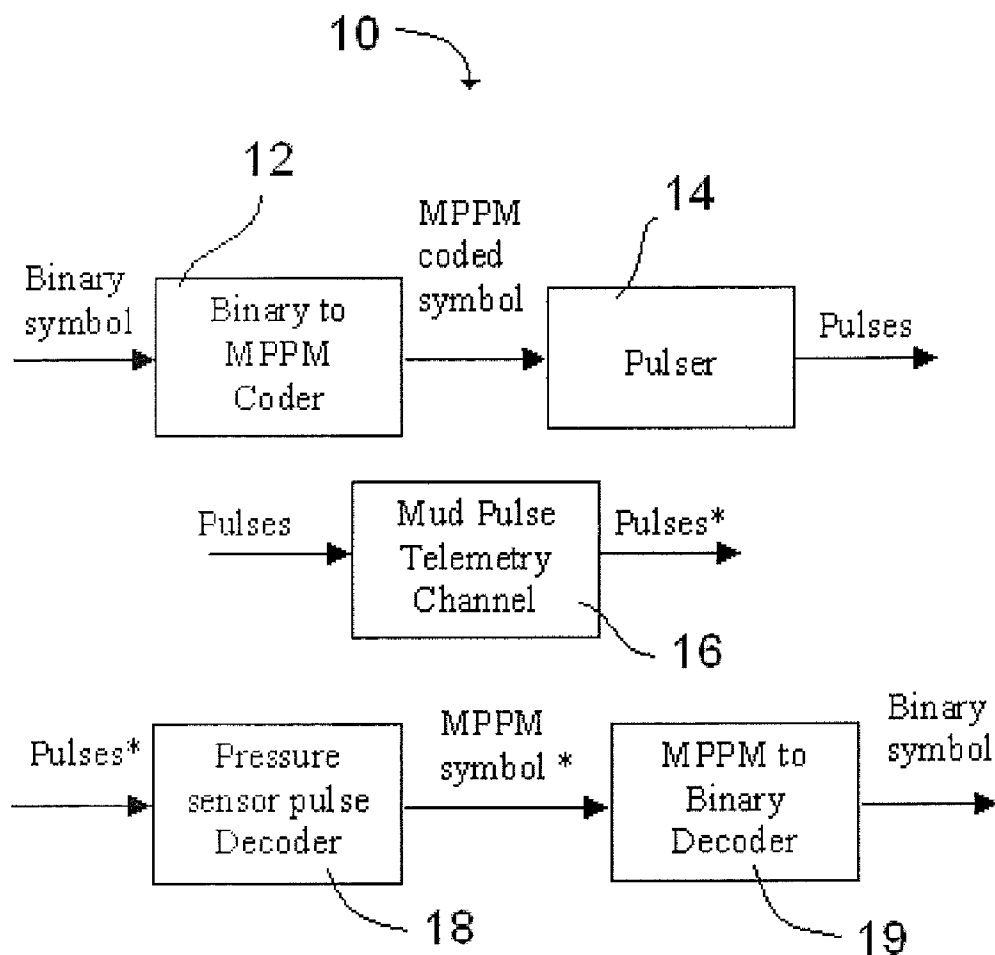 10
12
14
MPPM
coded
symbol
Binary
symbol
Binary to
MPPM
Coder
Pulser
Pulses
Pulses
Mud Pulse
Telemetry
Channel
Pulses*
16
Pulses*
Pressure
sensor pulse
Decoder
MPPM
symbol *
MPPM to
Binary
Decoder
Binary
symbol
18
19